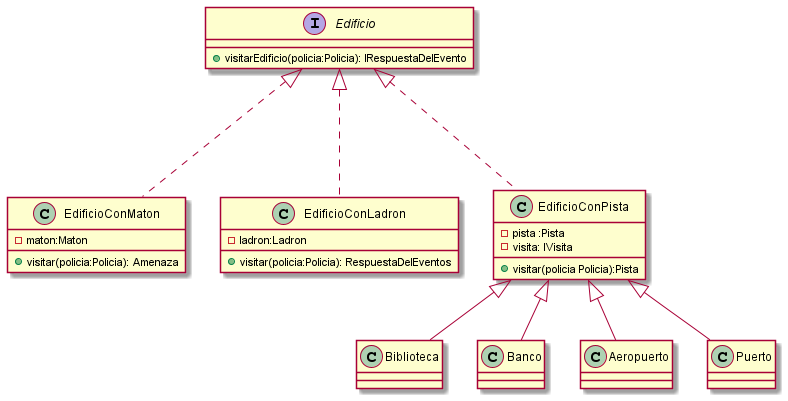 I Edificio
visitarEdificio(policia:Policia): IRespuestaDelEvento
C EdificioConMaton
maton:Maton
visitar(policia:Policia): Amenaza
C EdificioConLadron
ladron:Ladron
visitar(policia:Policia): RespuestaDelEventos
C EdificioConPista
pista :Pista
visita: IVisita
visitar(policia Policia):Pista
C Biblioteca
C Banco
C Aeropuerto
C Puerto